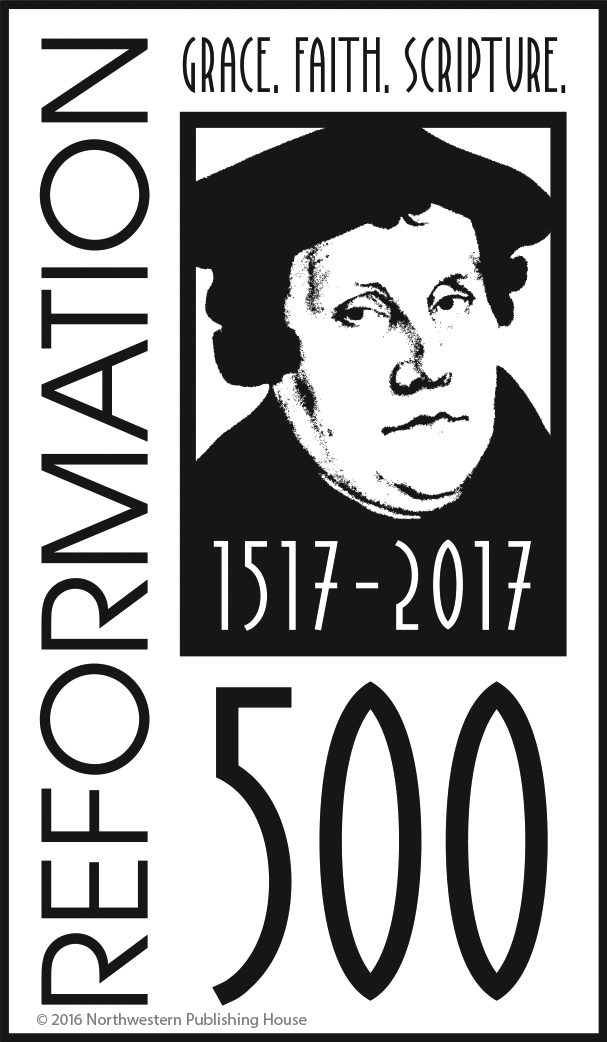 REFORMATION
GRACE. FAITH. SCRIPTURE.
1517-2017
500
© 2016 Northwestern Publishing House